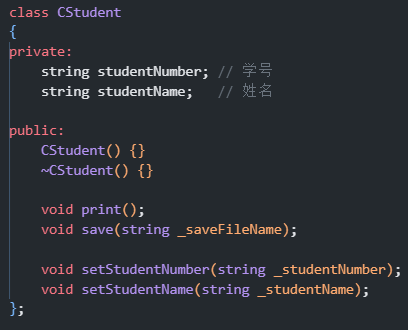 class CStudent
{
private:
    string studentNumber; // 学号
    string studentName;   // 姓名

public:
    CStudent() {}
    ~CStudent() {}

    void print();
    void save(string _saveFileName);

    void setStudentNumber(string _studentNumber);
    void setStudentName(string _studentName);
};